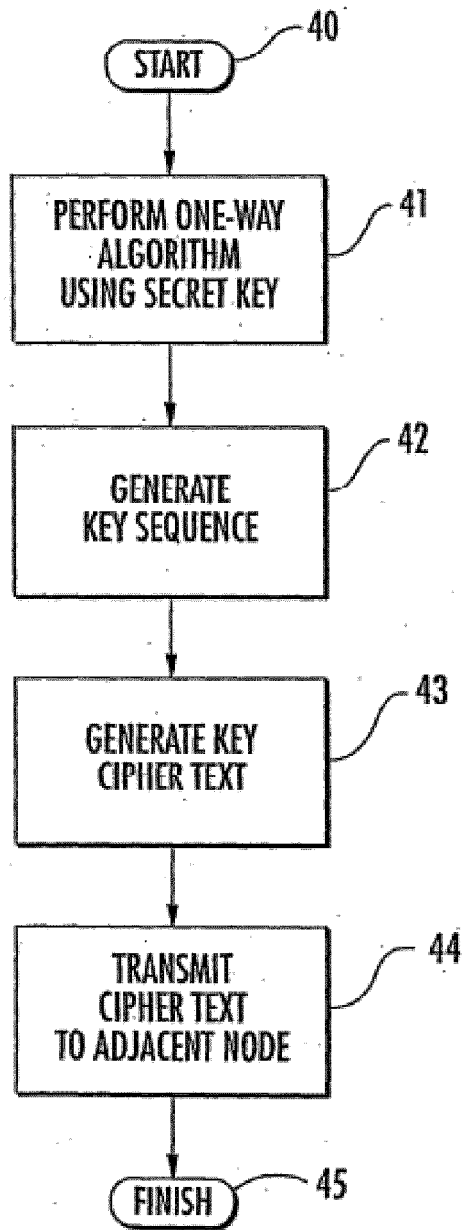 40
START
41
PERFORM ONE-WAY
ALGORITHM
USING SECRET KEY
42
GENERATE
KEY SEQUENCE
43
GENERATE KEY
CIPHER TEXT
44
TRANSMIT
CIPHER TEXT
TO ADJACENT NODE
45
FINISH